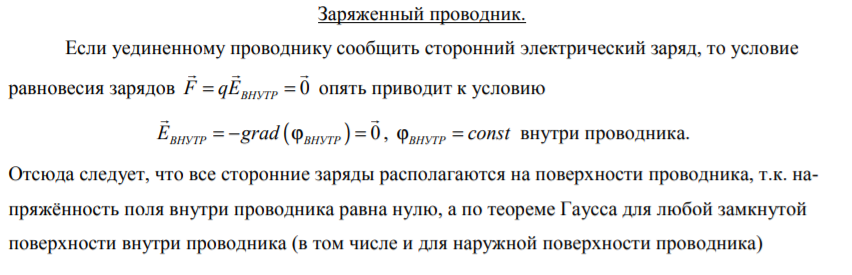 Заряженный проводник.
Если уединенному проводнику сообщить сторонний электрический заряд, то условие
равновесия зарядов $\vec{F} = q\vec{E}_{ВНУТР} = \vec{0}$ опять приводит к условию
$\vec{E}_{ВНУТР} = -grad\left(\varphi_{ВНУТР}\right) = \vec{0}$, $\varphi_{ВНУТР} = const$ внутри проводника.
Отсюда следует, что все сторонние заряды располагаются на поверхности проводника, т.к. на-
пряжённость поля внутри проводника равна нулю, а по теореме Гаусса для любой замкнутой
поверхности внутри проводника (в том числе и для наружной поверхности проводника)